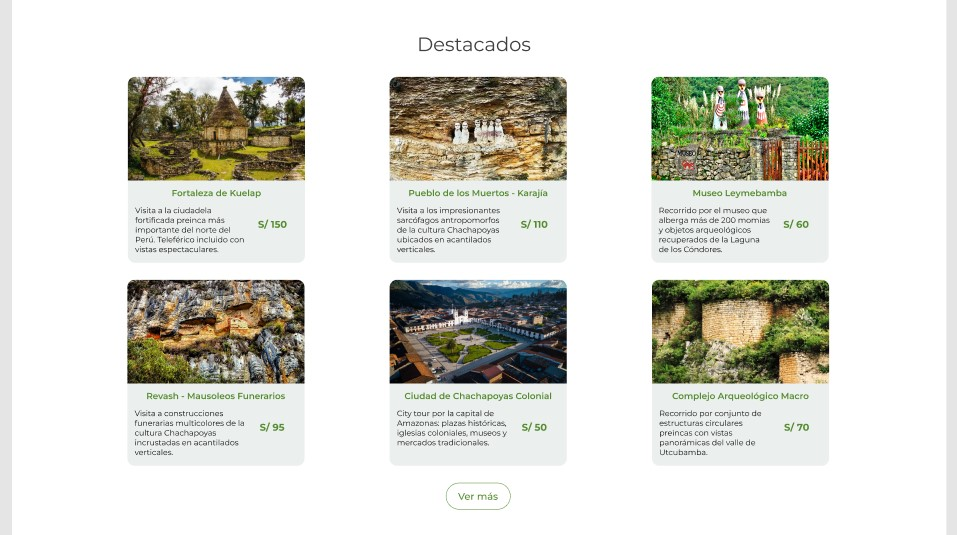 Destacados
Fortaleza de Kuelap
Visita a la ciudadela
fortificada preinca más
importante del norte del
Perú. Teleférico incluido con
vistas espectaculares.
S/ 150
Pueblo de los Muertos - Karajía
Visita a los impresionantes
sarcófagos antropomorfos
de la cultura Chachapoyas
ubicados en acantilados
verticales.
S/ 110
Museo Leymebamba
Recorrido por el museo que
alberga más de 200 momias
y objetos arqueológicos
recuperados de la Laguna
de los Cóndores.
S/ 60
Revash - Mausoleos Funerarios
Visita a construcciones
funerarias multicolores de la
cultura Chachapoyas
incrustadas en acantilados
verticales.
S/ 95
Ciudad de Chachapoyas Colonial
City tour por la capital de
Amazonas: plazas históricas,
iglesias coloniales, museos y
mercados tradicionales.
S/ 50
Complejo Arqueológico Macro
Recorrido por conjunto de
estructuras circulares
preincas con vistas
panorámicas del valle de
Utcubamba.
S/ 70
Ver más